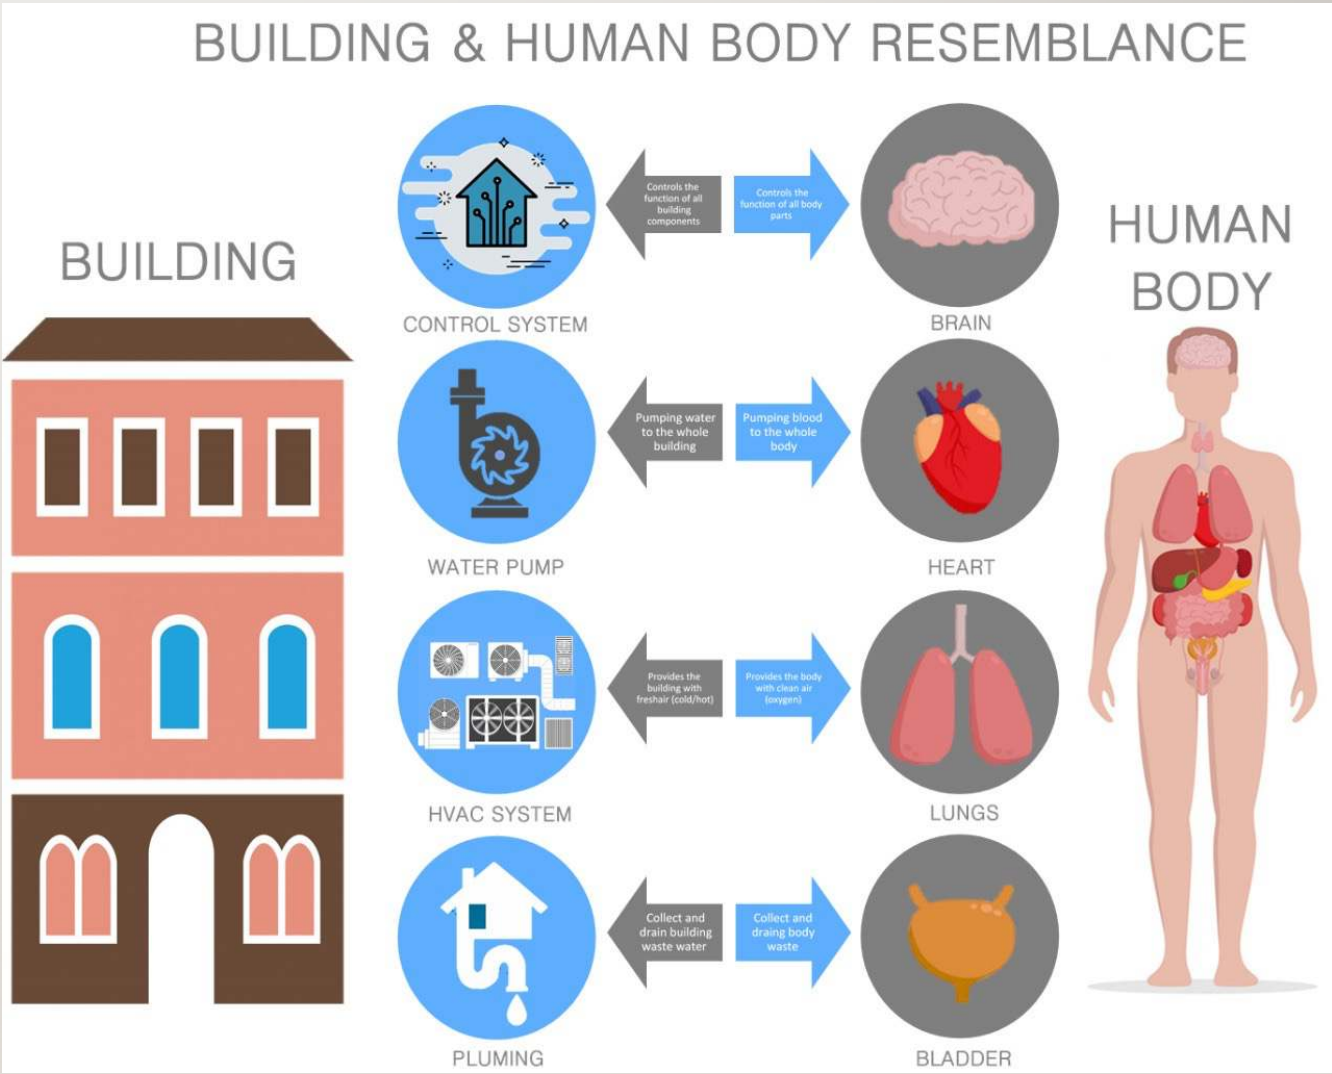 BUILDING & HUMAN BODY RESEMBLANCE
BUILDING
HUMAN
BODY
Controls the
function of all
building
components
Controls the
function of all body
parts
CONTROL SYSTEM
BRAIN
Pumping water
to the whole
building
Pumping blood
to the whole
body
WATER PUMP
HEART
Provides the
building with
freshair (cold/hot)
Provides the body
with clean air
(oxygen)
HVAC SYSTEM
LUNGS
Collect and
drain building
waste water
Collect and
draing body
waste
PLUMING
BLADDER